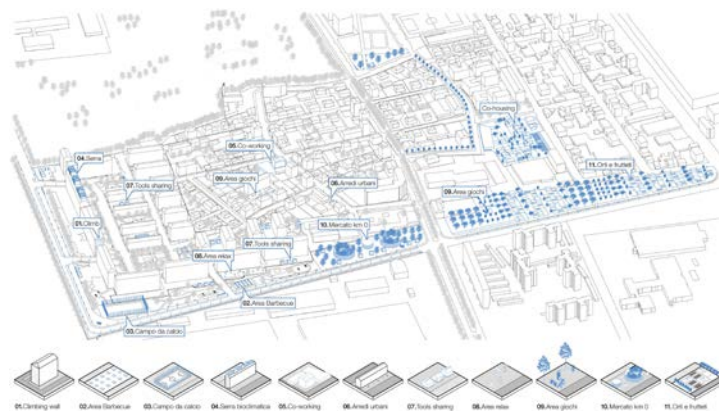 Co-housing
05.Co-working
04.Serra
11.Orti e frutteti
09.Area giochi
07.Tools sharing
06.Arredi urbani
09.Area giochi
10.Mercato km 0
01.Climb
07.Tools sharing
08.Area relax
02.Area Barbecue
03.Campo da calcio
01.Climbing wall
02.Area Barbecue
03.Campo da calcio
04.Serra bioclimatica
05.Co-working
06.Arredi urbani
07.Tools sharing
08.Area relax
09.Area giochi
10.Mercato km 0
11.Orti e frutteti